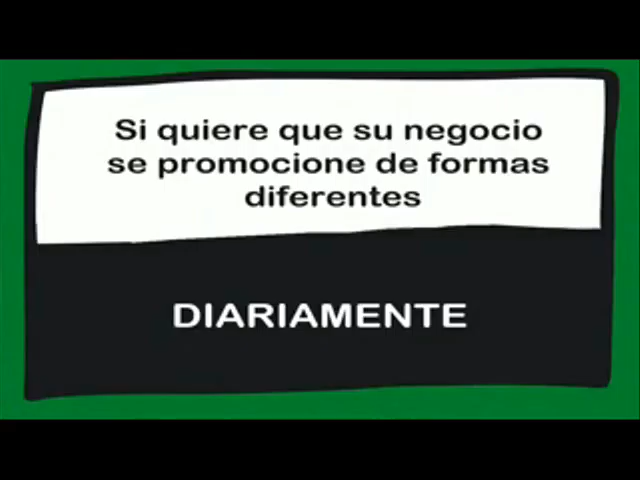 Si quiere que su negocio
se promocione de formas
diferentes
DIARIAMENTE